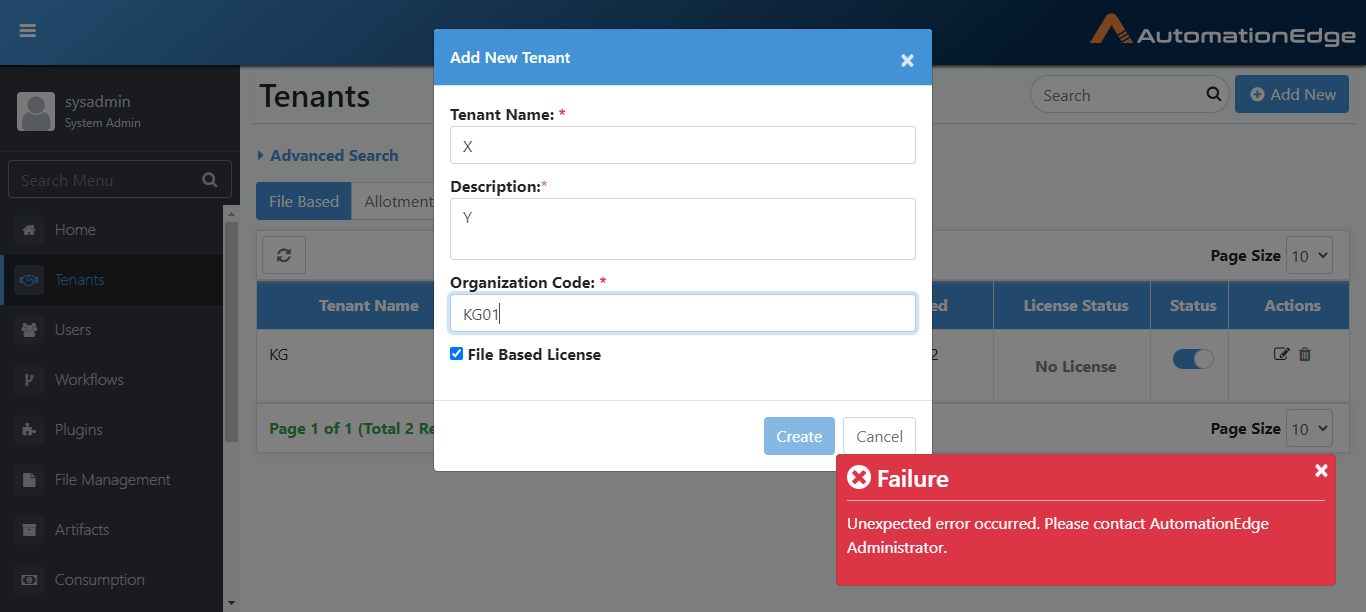 AutomationEdge
sysadmin
System Admin
Search Menu
Home
Tenants
Users
Workflows
Plugins
File Management
Artifacts
Consumption
Tenants
Search
Add New
Advanced Search
File Based
Allotment
Page Size 10
Tenant Name
ed
License Status
Status
Actions
KG
2
No License
Page 1 of 1 (Total 2 Re
Page Size 10
Add New Tenant
×
Tenant Name: *
X
Description:*
Y
Organization Code: *
KG01
File Based License
Create
Cancel
Failure
×
Unexpected error occurred. Please contact AutomationEdge
Administrator.